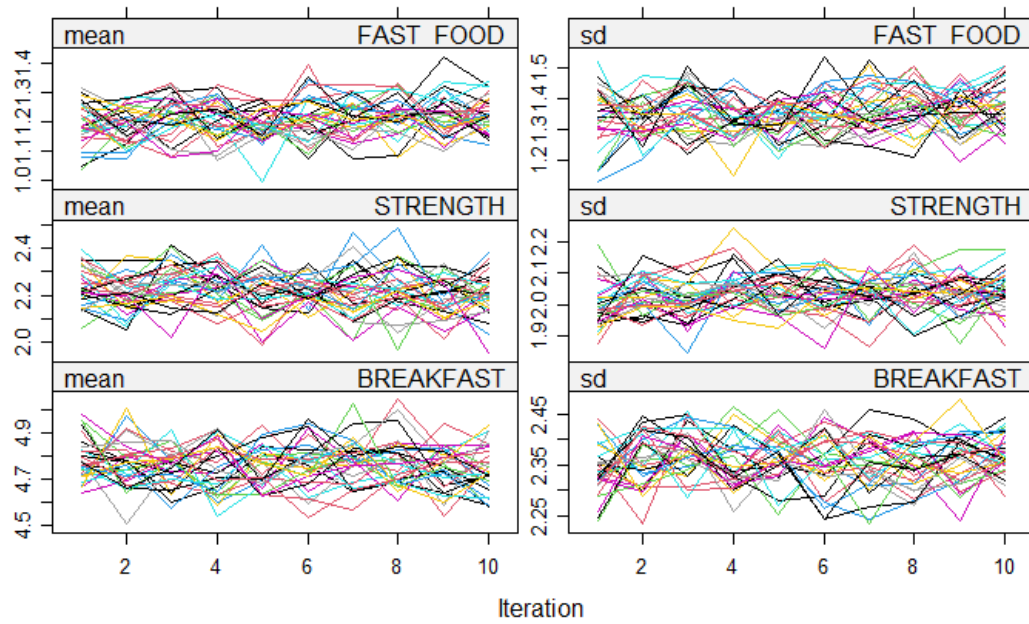 mean FAST FOOD
1.0 1.1 1.2 1.3 1.4
sd FAST FOOD
1.2 1.3 1.4 1.5
mean STRENGTH
2.0 2.2 2.4
sd STRENGTH
1.9 2.0 2.1 2.2
mean BREAKFAST
4.5 4.7 4.9
sd BREAKFAST
2.25 2.35 2.45
2 4 6 8 10
2 4 6 8 10
Iteration